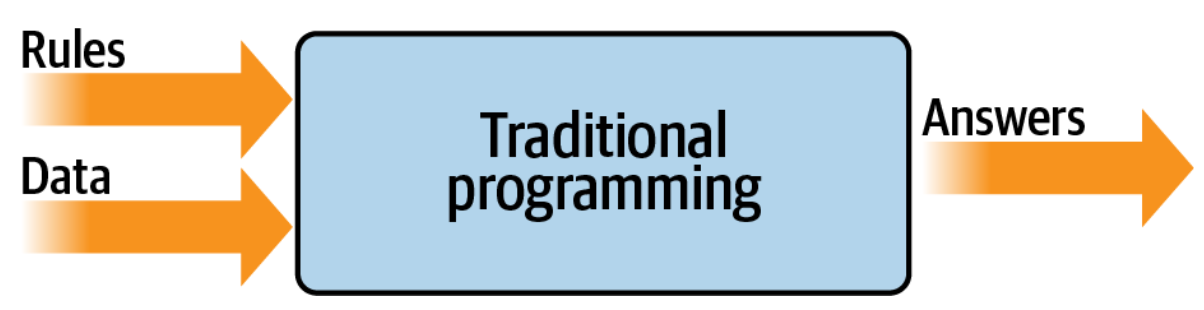 Rules
Data
Traditional
programming
Answers